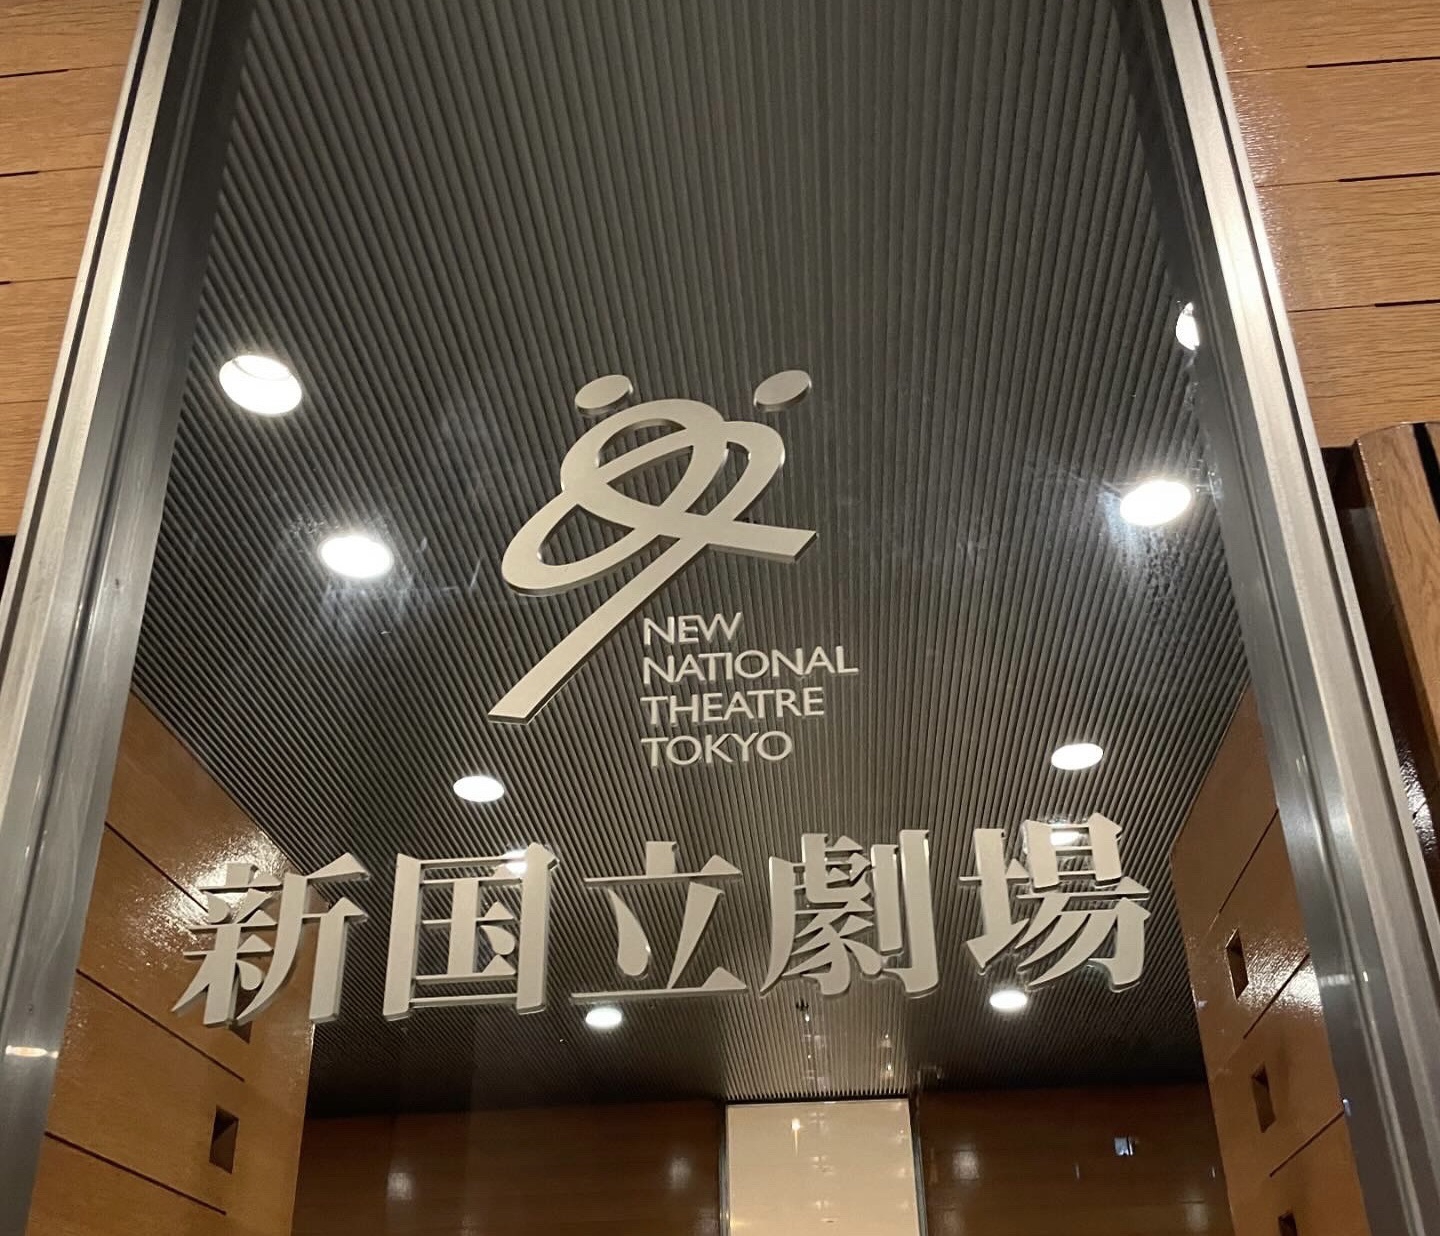 NEW
NATIONAL
THEATRE
TOKYO
新国立劇場